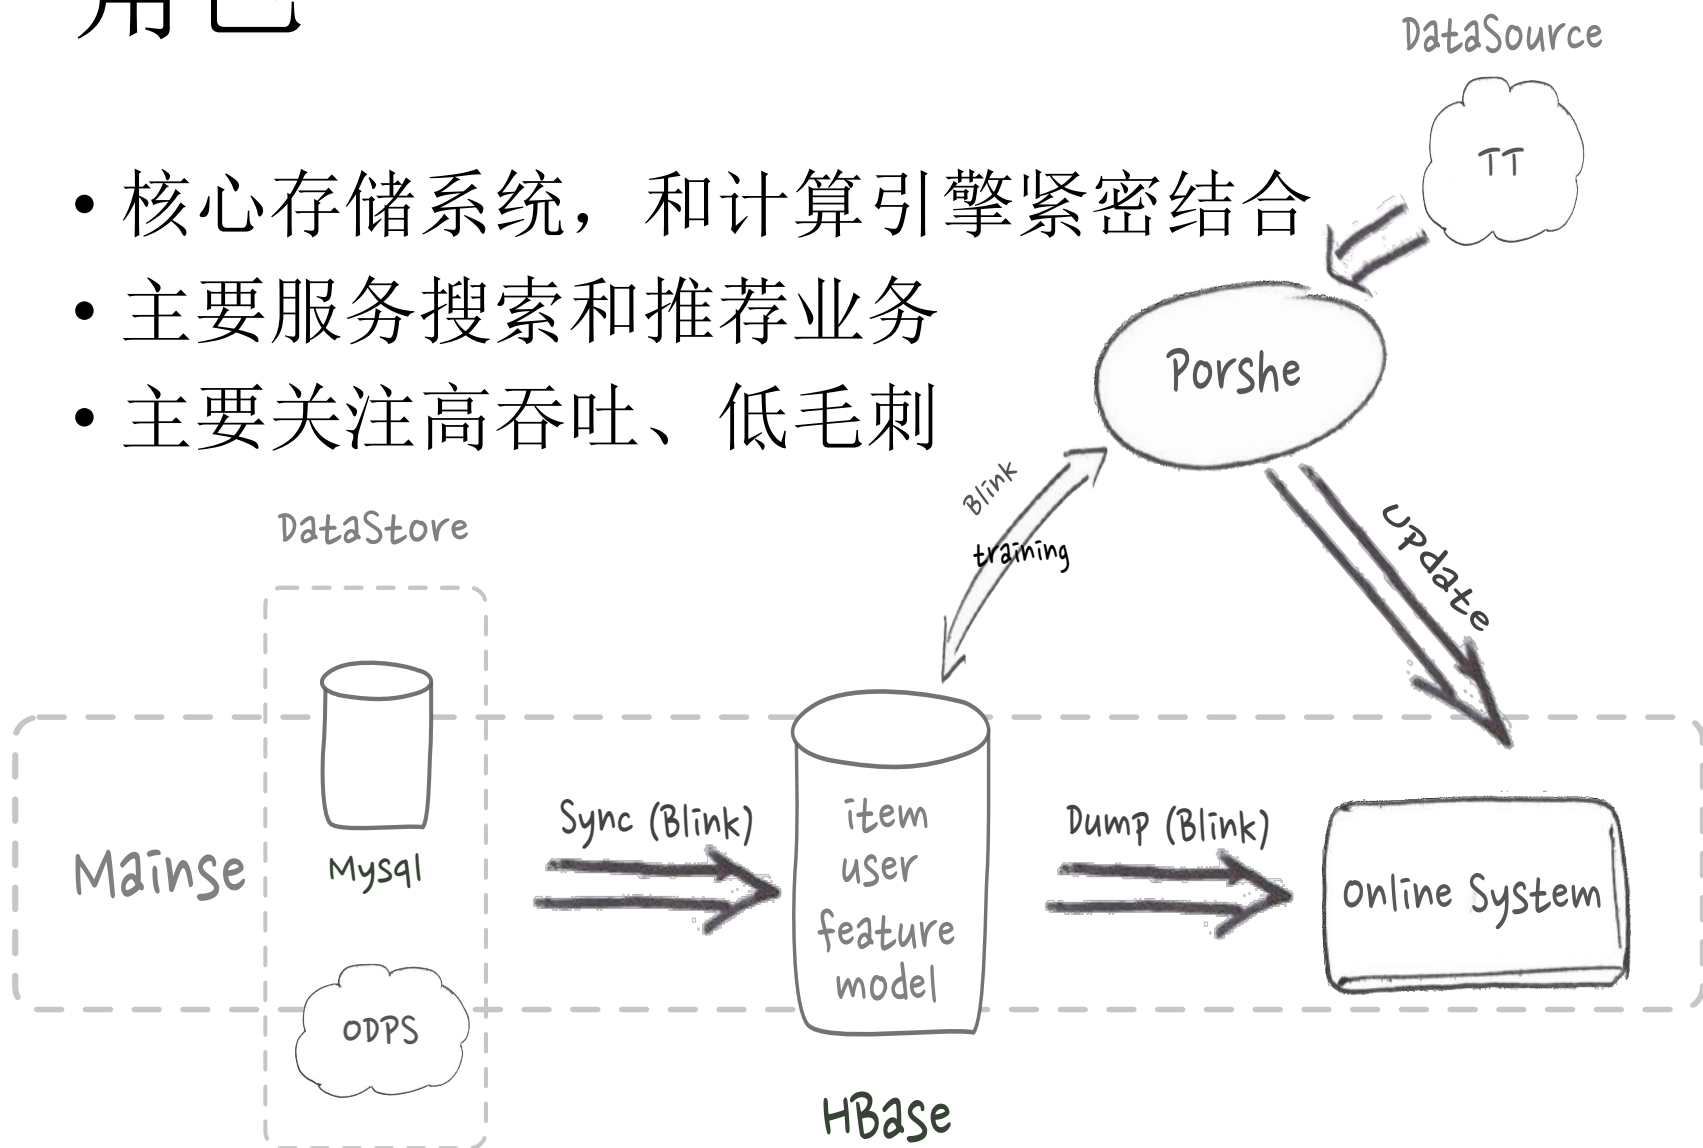 角色
DataSource
TT
• 核心存储系统，和计算引擎紧密结合
• 主要服务搜索和推荐业务
• 主要关注高吞吐、低毛刺
Porshe
Blink
training
Update
DataStore
Mysql
ODPS
Mainse
Sync (Blink)
item
user
feature
model
HBase
Dump (Blink)
Online System